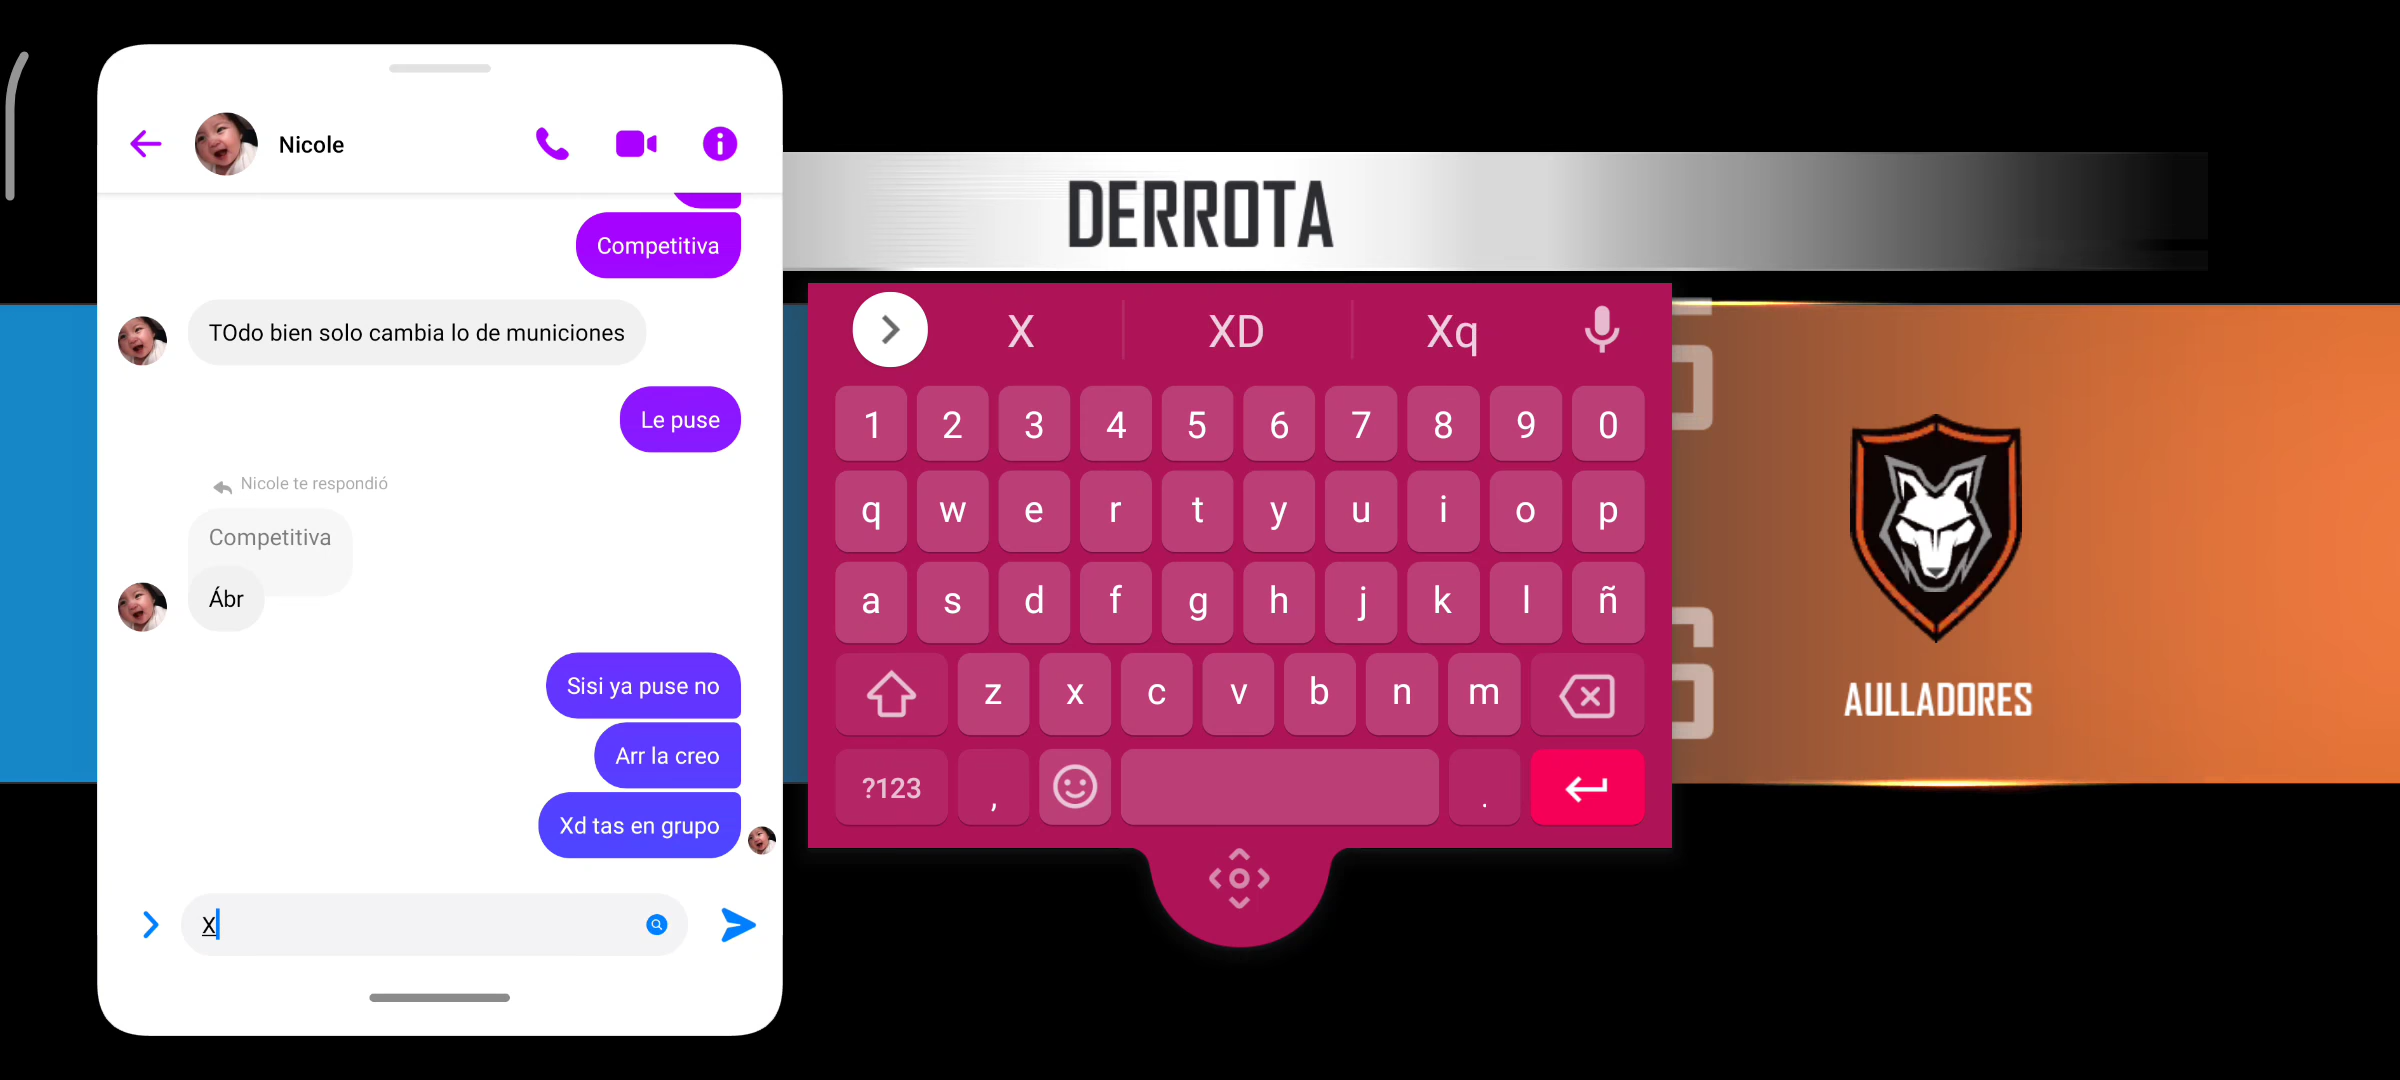 Nicole
Competitiva
TOdo bien solo cambia lo de municiones
Le puse
Nicole te respondió
Competitiva
Ábr
Sisi ya puse no
Arr la creo
Xd tas en grupo
X
DERROTA
X XD Xq
1 2 3 4 5 6 7 8 9 0
q w e r t y u i o p
a s d f g h j k l ñ
z x c v b n m
?123 , .
AULLADORES